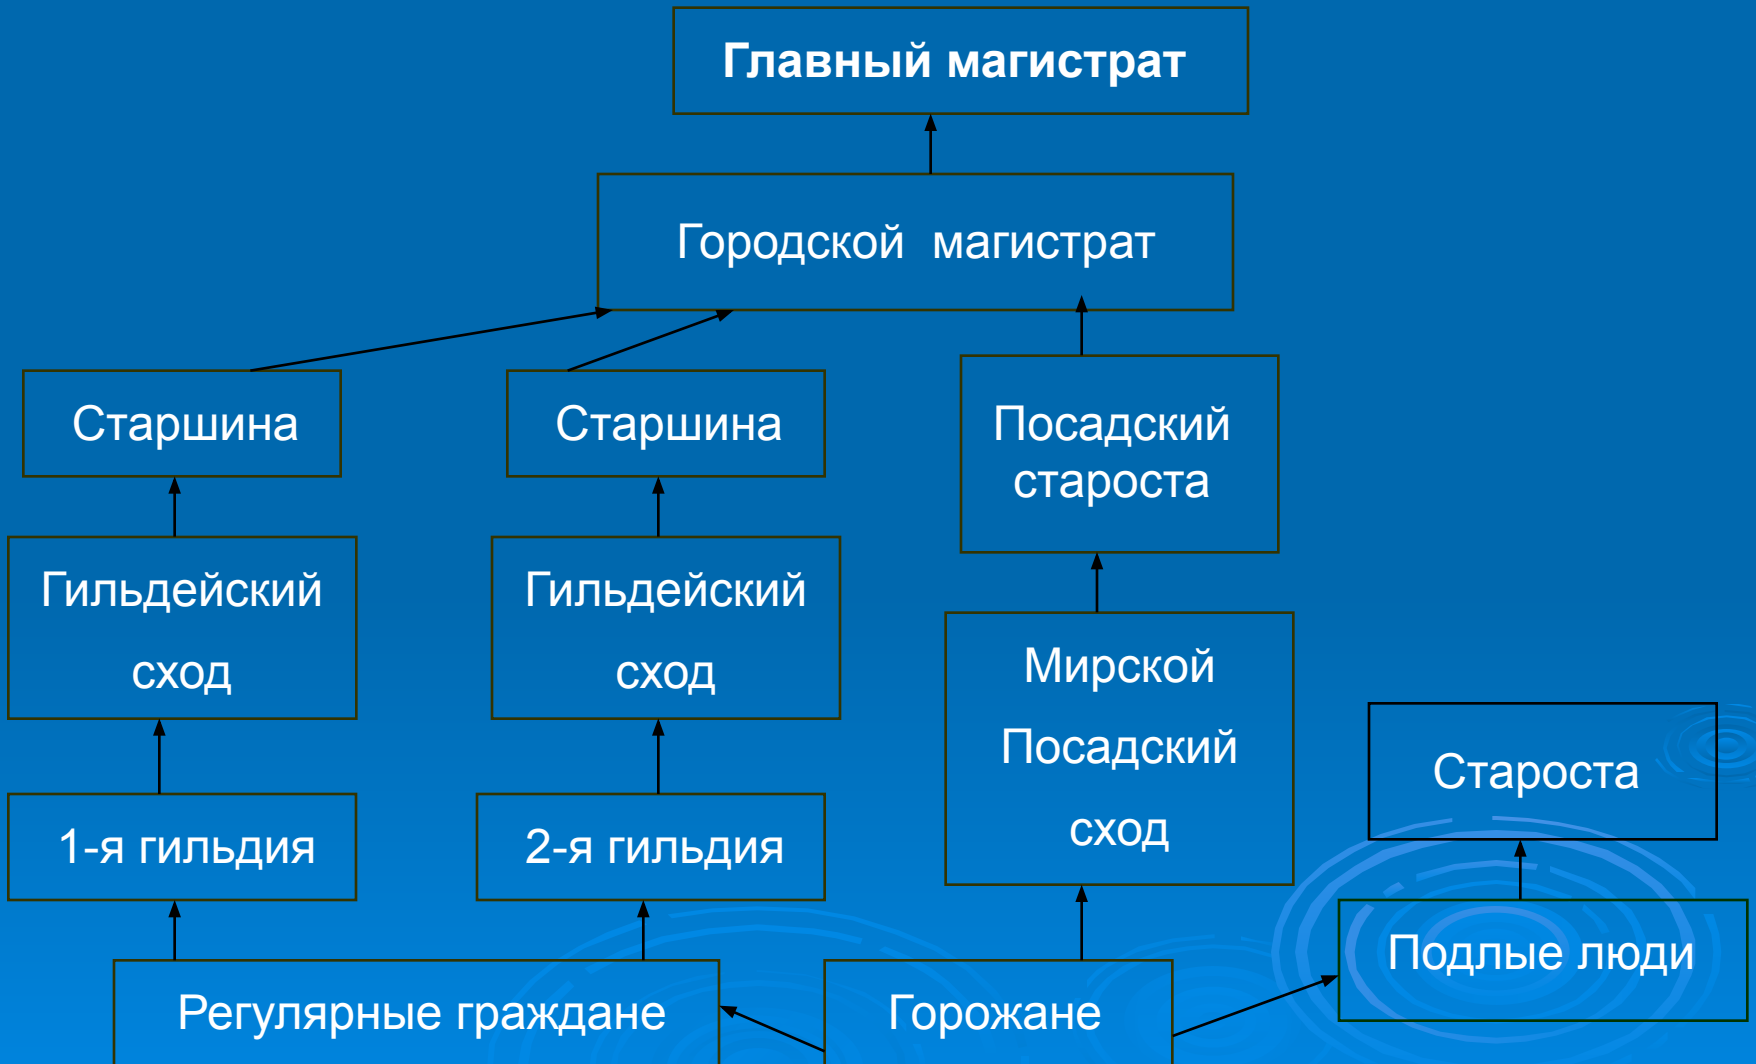 Главный магистрат
Городской магистрат
Старшина
Старшина
Посадский
староста
Гильдейский
сход
Гильдейский
сход
Мирской
Посадский
сход
Староста
1-я гильдия
2-я гильдия
Подлые люди
Регулярные граждане
Горожане